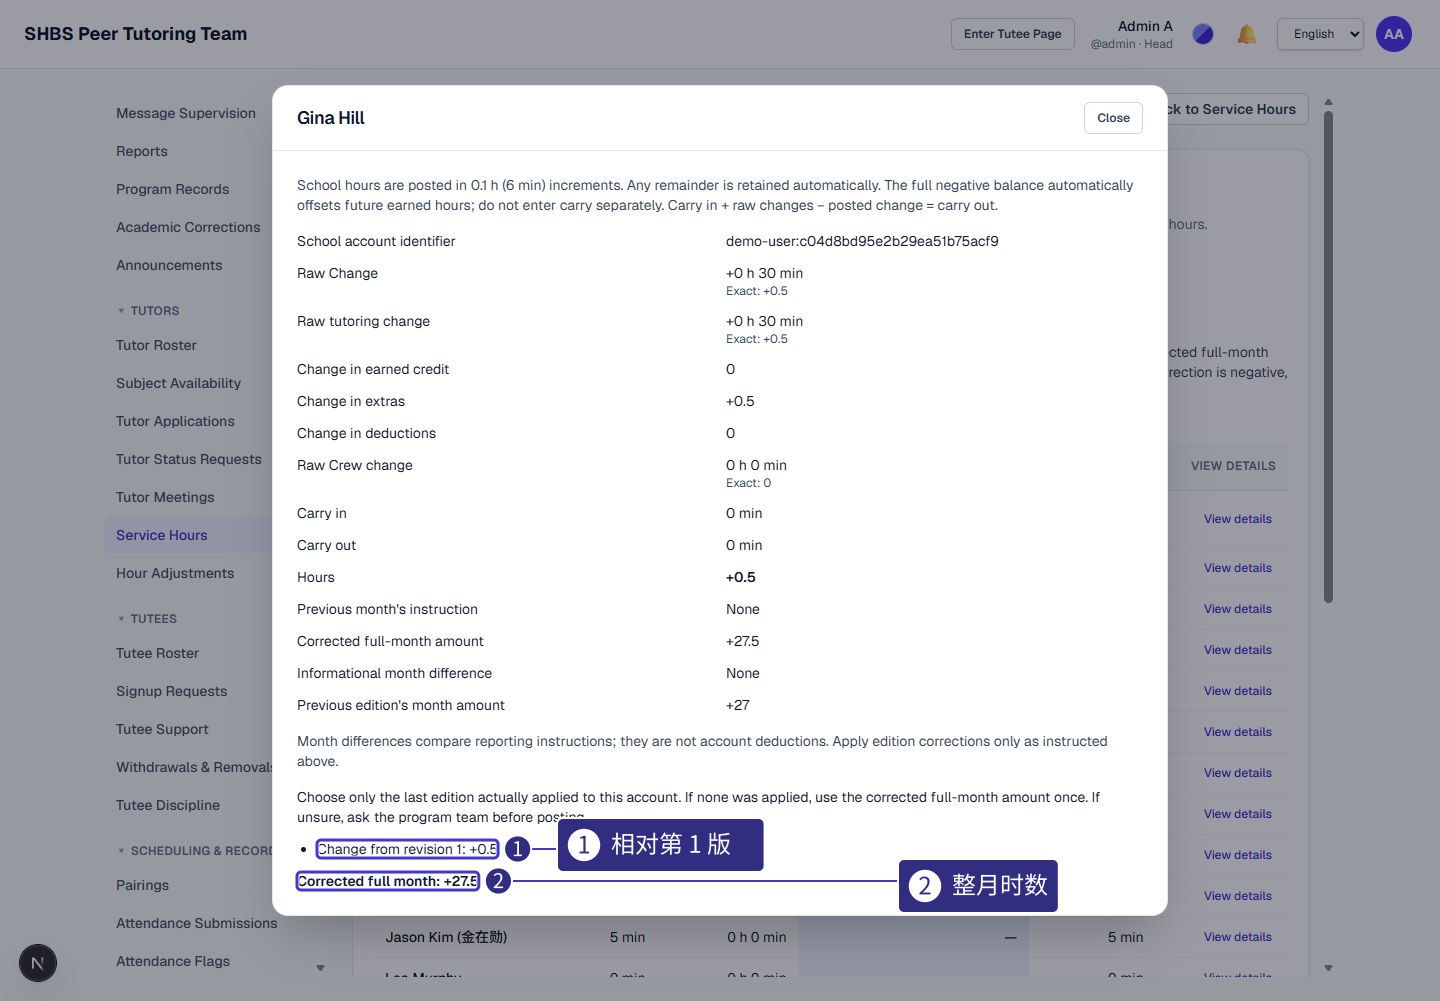 SHBS Peer Tutoring Team
Enter Tutee Page
Admin A
@admin · Head
English
AA
Message Supervision
Reports
Program Records
Academic Corrections
Announcements
TUTORS
Tutor Roster
Subject Availability
Tutor Applications
Tutor Status Requests
Tutor Meetings
Service Hours
Hour Adjustments
TUTEES
Tutee Roster
Signup Requests
Tutee Support
Withdrawals & Removals
Tutee Discipline
SCHEDULING & RECORD
Pairings
Attendance Submissions
Attendance Flags
N
ck to Service Hours
hours.
cted full-month
rection is negative,
VIEW DETAILS
View details
View details
View details
View details
View details
View details
View details
View details
View details
View details
Gina Hill
Close
School hours are posted in 0.1 h (6 min) increments. Any remainder is retained automatically. The full negative balance automatically
offsets future earned hours; do not enter carry separately. Carry in + raw changes − posted change = carry out.
School account identifier demo-user:c04d8bd95e2b29ea51b75acf9
Raw Change +0 h 30 min
Exact: +0.5
Raw tutoring change +0 h 30 min
Exact: +0.5
Change in earned credit 0
Change in extras +0.5
Change in deductions 0
Raw Crew change 0 h 0 min
Exact: 0
Carry in 0 min
Carry out 0 min
Hours +0.5
Previous month's instruction None
Corrected full-month amount +27.5
Informational month difference None
Previous edition's month amount +27
Month differences compare reporting instructions; they are not account deductions. Apply edition corrections only as instructed
above.
Choose only the last edition actually applied to this account. If none was applied, use the corrected full-month amount once. If
unsure, ask the program team before posting.
• Change from revision 1: +0.5 1 1 相对第 1 版
Corrected full month: +27.5 2 2 整月时数
Jason Kim (金在勋) 5 min 0 h 0 min — 5 min View details
Leo Murphy 0 min 0 h 0 min 0 min View details